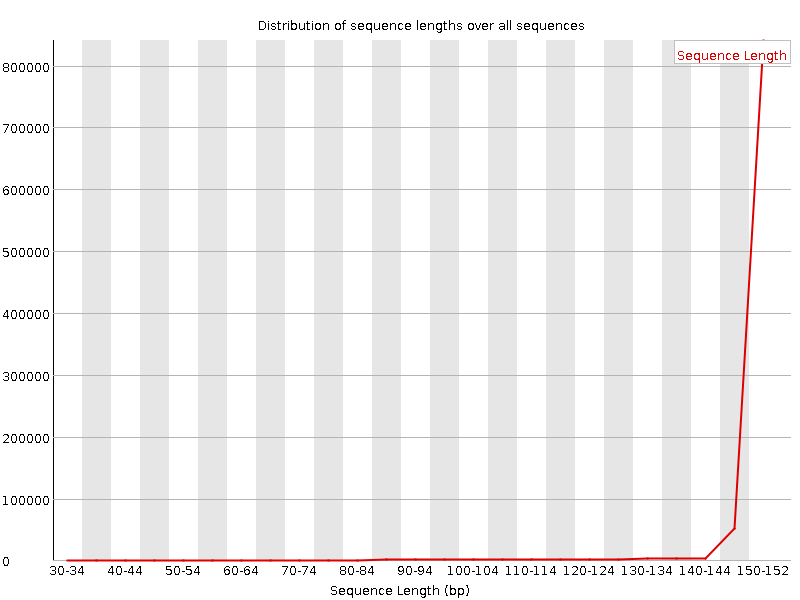 Distribution of sequence lengths over all sequences
Sequence Length
800000
700000
600000
500000
400000
300000
200000
100000
0
30-34 40-44 50-54 60-64 70-74 80-84 90-94 100-104 110-114 120-124 130-134 140-144 150-152
Sequence Length (bp)